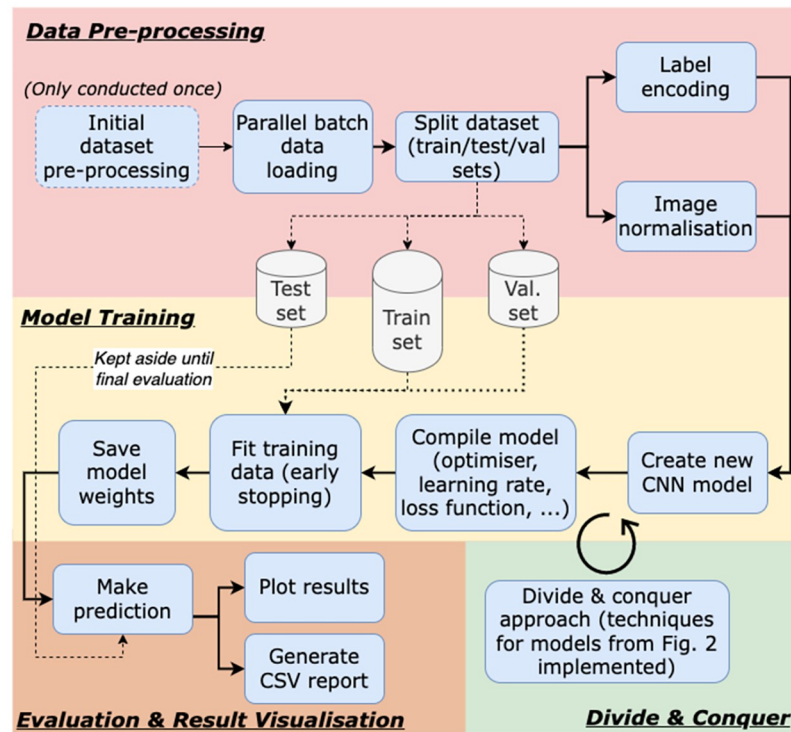 Data Pre-processing
(Only conducted once)
Initial
dataset
pre-processing
Parallel batch
data
loading
Split dataset
(train/test/val
sets)
Label
encoding
Image
normalisation
Test
set
Train
set
Val.
set
Model Training
Kept aside until
final evaluation
Save
model
weights
Fit training
data (early
stopping)
Compile model
(optimiser,
learning rate,
loss function, ...)
Create new
CNN model
Make
prediction
Plot results
Generate
CSV report
Divide & conquer
approach (techniques
for models from Fig. 2
implemented)
Evaluation & Result Visualisation
Divide & Conquer